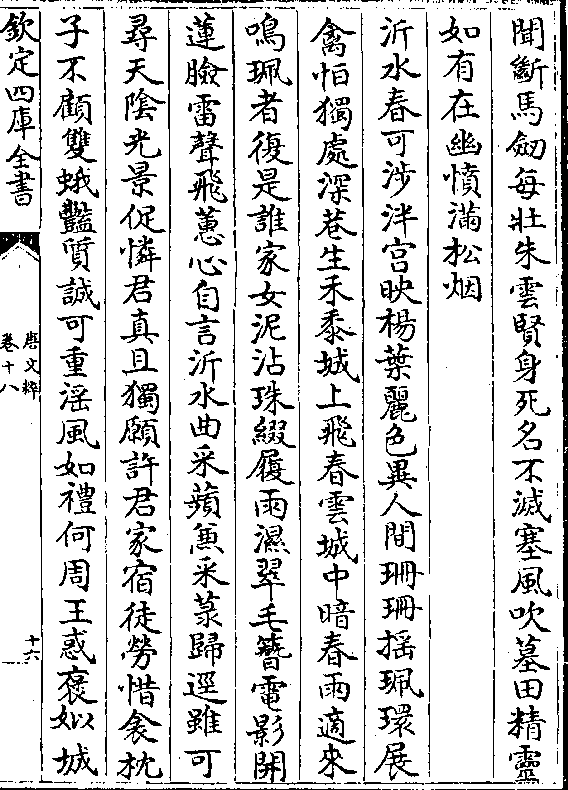 聞斷馬劒每壯朱雲賢身死名不滅塞風吹墓田精靈
如有在幽憤滿松烟
沂水春可涉泮宫映楊葉麗色異人間珊珊揺珮環展
禽怕獨處深巷生禾黍城上飛春雲城中暗春雨適來
鳴珮者復是誰家女泥沾珠綴履雨濕翠毛簪電影開
蓮臉雷聲飛蕙心自言沂水曲采蘋兼采菉歸逕雖可
尋天陰光景促憐君真且獨願許君家宿徒勞惜衾枕
子不顧雙蛾豔質誠可重淫風如禮何周王惑褒姒城
欽定四庫全書
唐文粹
卷十八
十六